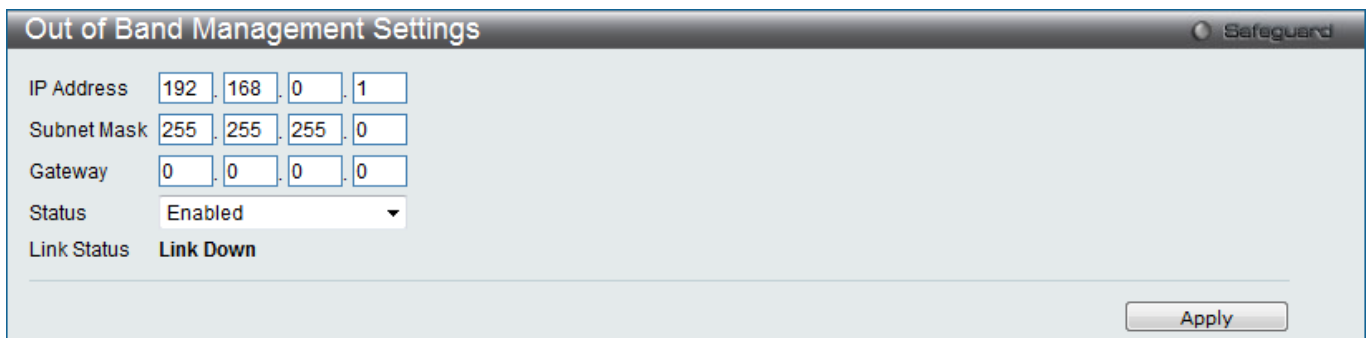 Out of Band Management Settings
Safeguard
IP Address 192 . 168 . 0 . 1
Subnet Mask 255 . 255 . 255 . 0
Gateway 0 . 0 . 0 . 0
Status Enabled
Link Status Link Down
Apply